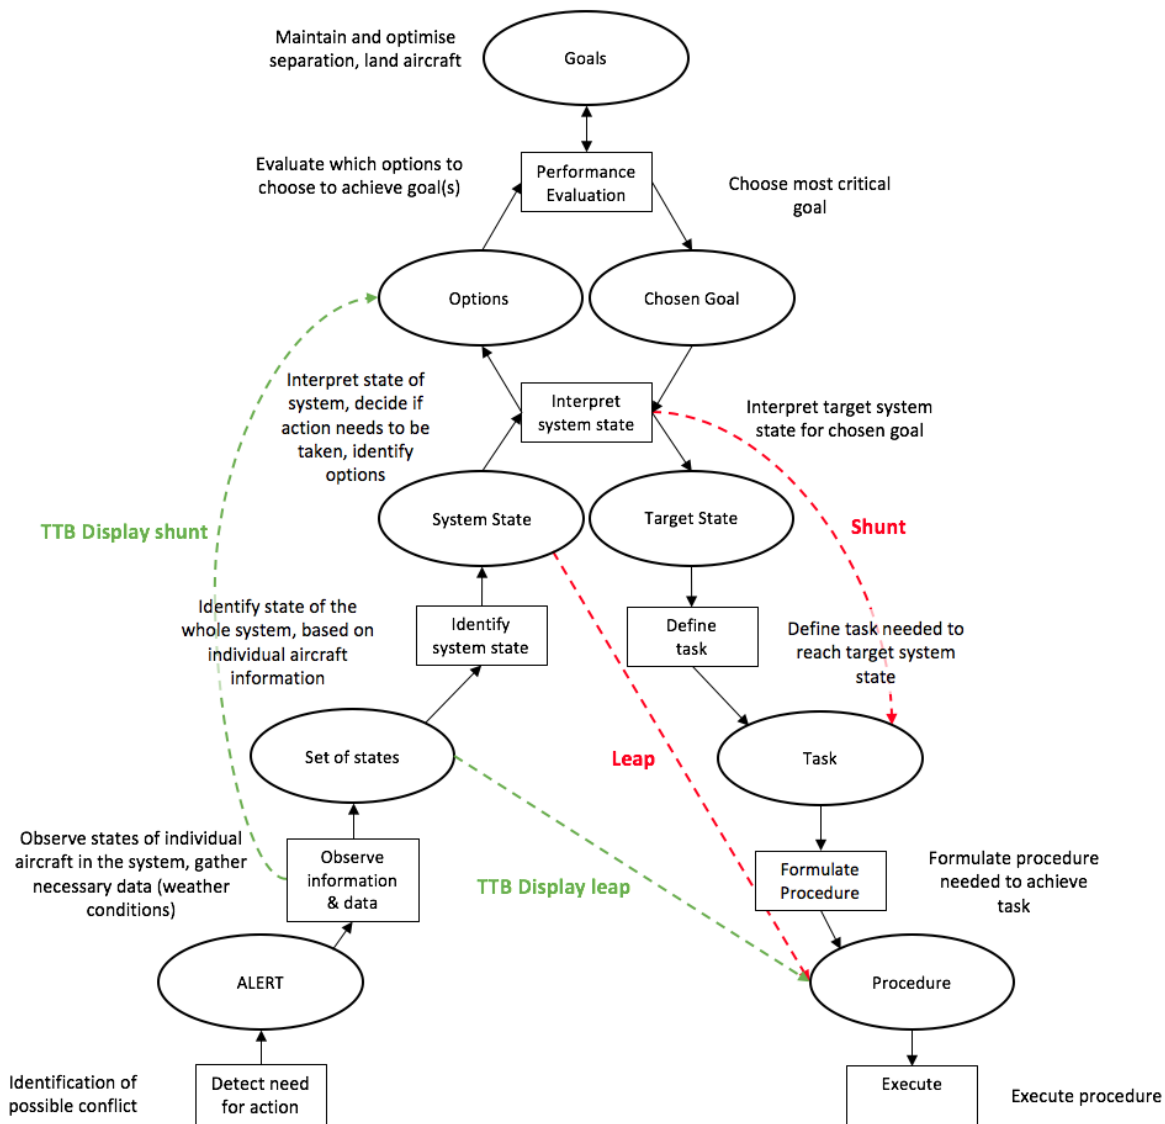 Maintain and optimise
separation, land aircraft
Goals
Evaluate which options to
choose to achieve goal(s)
Performance
Evaluation
Choose most critical
goal
Options
Chosen Goal
Interpret state of
system, decide if
action needs to be
taken, identify
options
Interpret
system state
Interpret target system
state for chosen goal
TTB Display shunt
System State
Target State
Shunt
Identify state of the
whole system, based on
individual aircraft
information
Identify
system state
Define
task
Define task needed to
reach target system
state
Set of states
Leap
Task
Observe states of individual
aircraft in the system, gather
necessary data (weather
conditions)
Observe
information
& data
TTB Display leap
Formulate
Procedure
Formulate procedure
needed to achieve
task
ALERT
Procedure
Identification of
possible conflict
Detect need
for action
Execute
Execute procedure